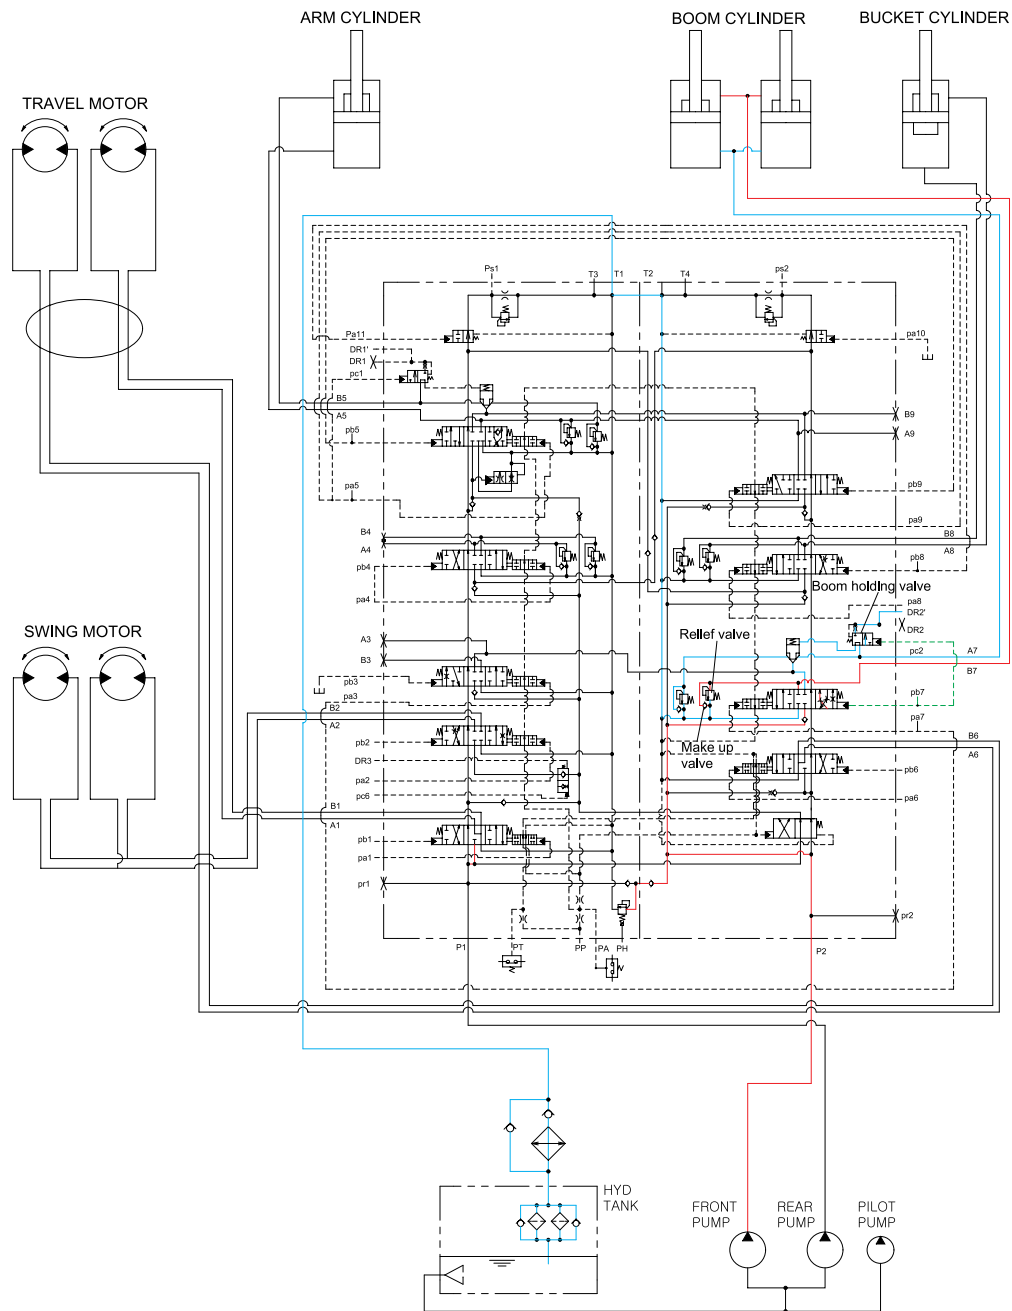 ARM CYLINDER
BOOM CYLINDER
BUCKET CYLINDER
TRAVEL MOTOR
Ps1
T3
T1
T2
T4
ps2
Pa11
pa10
DR1'
DR1
pc1
B5
A5
B9
A9
pb5
pa5
pb9
pa9
B4
A4
B8
A8
pb4
pb8
pa4
Boom holding valve
pa8
DR2'
DR2
SWING MOTOR
Rellef valve
A3
B3
pc2
A7
B7
pb3
pa3
pb7
pa7
B2
A2
pb2
DR3
pa2
pc6
Make up
valve
B6
A6
pb6
pa6
B1
A1
pb1
pa1
pr1
pr2
P1
PT
PP
PA
PH
P2
HYD
TANK
FRONT
PUMP
REAR
PUMP
PILOT
PUMP